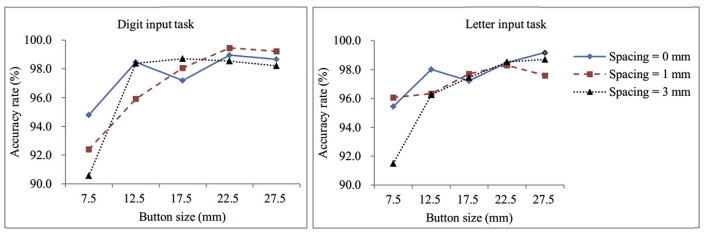 Digit input task
100.0
98.0
96.0
94.0
92.0
90.0
Accuracy rate (%)
7.5 12.5 17.5 22.5 27.5
Button size (mm)
Letter input task
100.0
98.0
96.0
94.0
92.0
90.0
Accuracy rate (%)
7.5 12.5 17.5 22.5 27.5
Button size (mm)
Spacing = 0 mm
Spacing = 1 mm
Spacing = 3 mm